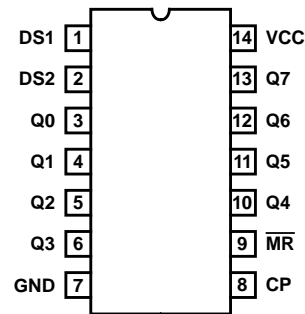 DS1 1 14 VCC
DS2 2 13 Q7
Q0 3 12 Q6
Q1 4 11 Q5
Q2 5 10 Q4
Q3 6 9 M̅R̅
GND 7 8 CP